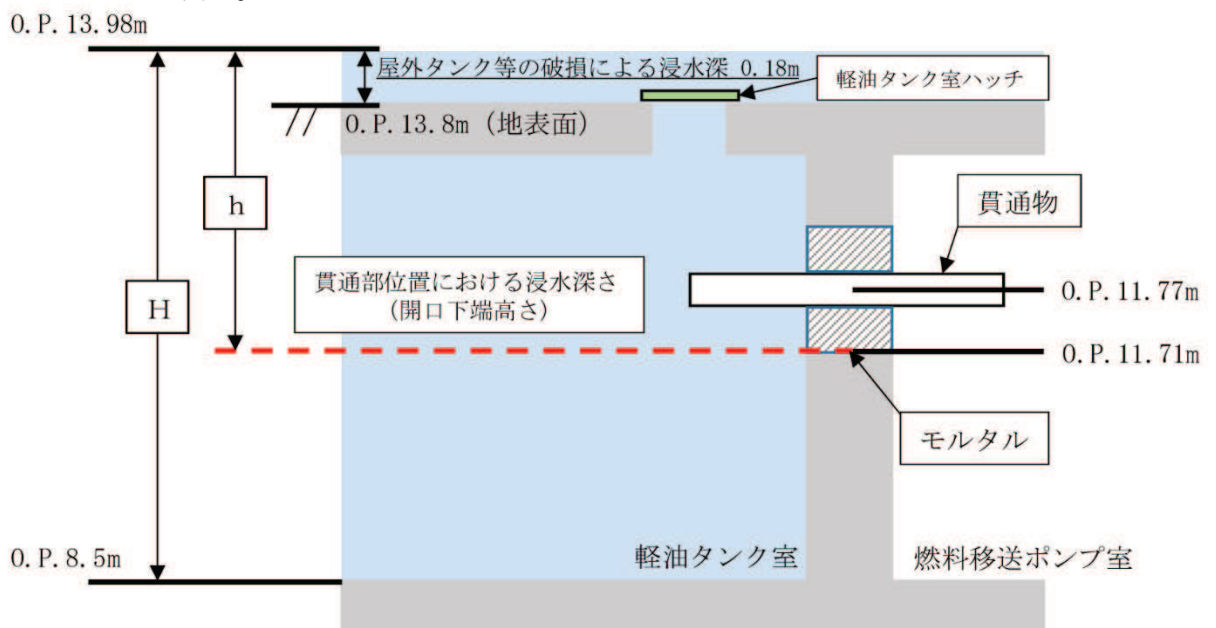 O.P.13.98m
屋外タンク等の破損による浸水深 0.18m
軽油タンク室ハッチ
O.P.13.8m (地表面)
h
貫通物
H
貫通部位置における浸水深さ
(開口下端高さ)
O.P.11.77m
O.P.11.71m
モルタル
O.P.8.5m
軽油タンク室
燃料移送ポンプ室